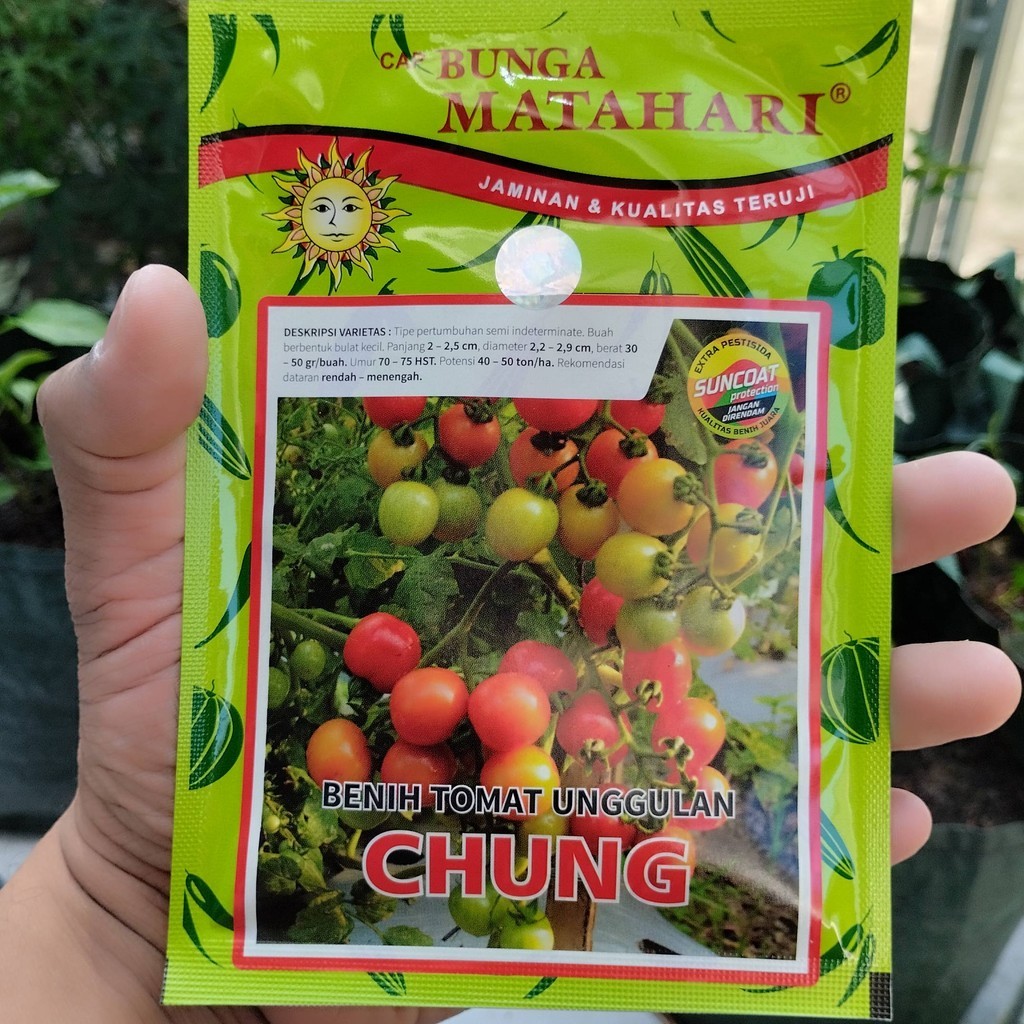 CAP BUNGA
MATAHARI®
JAMINAN & KUALITAS TERUJI
DESKRIPSI VARIETAS : Tipe pertumbuhan semi indeterminate. Buah
berbentuk bulat kecil. Panjang 2 – 2,5 cm, diameter 2,2 – 2,9 cm, berat 30
– 50 gr/buah. Umur 70 – 75 HST. Potensi 40 – 50 ton/ha. Rekomendasi
dataran rendah – menengah.
EXTRA PESTISIDA
SUNCOAT
protection
JANGAN
DIRENDAM
KUALITAS BENIH JUARA
BENIH TOMAT UNGGULAN
CHUNG